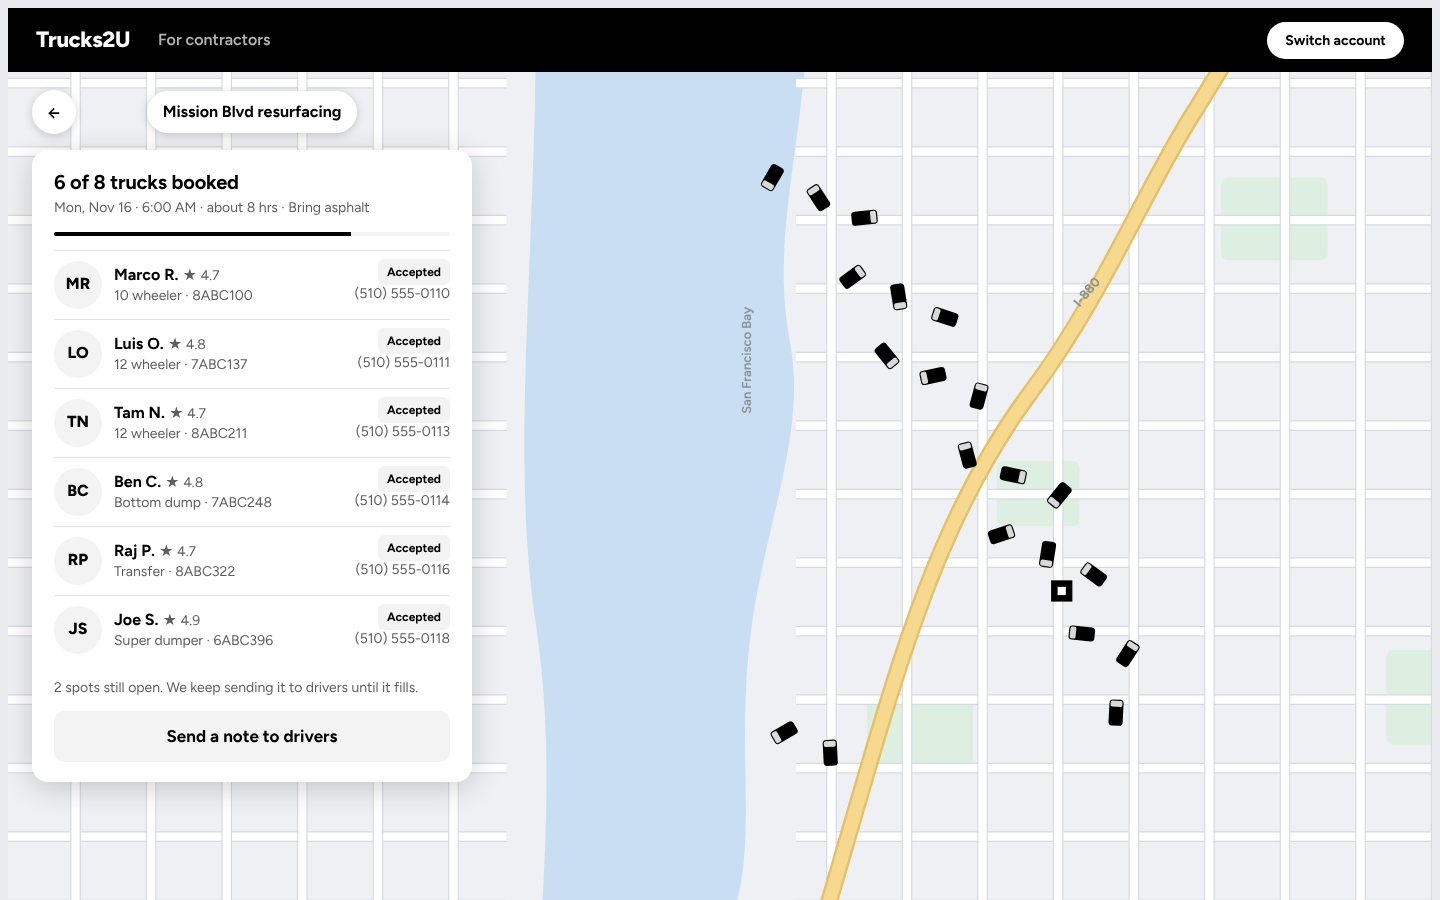 Trucks2U
For contractors
Switch account
←
Mission Blvd resurfacing
6 of 8 trucks booked
Mon, Nov 16 · 6:00 AM · about 8 hrs · Bring asphalt
MR
Marco R. ★ 4.7
10 wheeler · 8ABC100
Accepted
(510) 555-0110
LO
Luis O. ★ 4.8
12 wheeler · 7ABC137
Accepted
(510) 555-0111
TN
Tam N. ★ 4.7
12 wheeler · 8ABC211
Accepted
(510) 555-0113
BC
Ben C. ★ 4.8
Bottom dump · 7ABC248
Accepted
(510) 555-0114
RP
Raj P. ★ 4.7
Transfer · 8ABC322
Accepted
(510) 555-0116
JS
Joe S. ★ 4.9
Super dumper · 6ABC396
Accepted
(510) 555-0118
2 spots still open. We keep sending it to drivers until it fills.
Send a note to drivers
San Francisco Bay
I-880